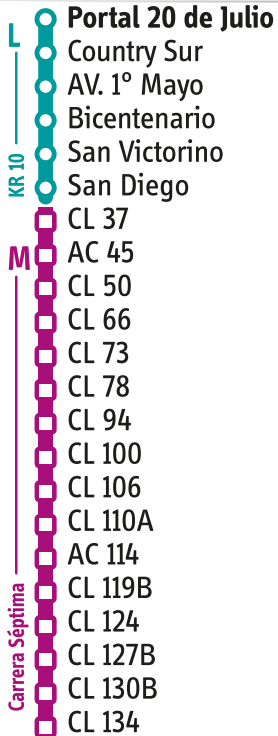 L
KR 10
Portal 20 de Julio
Country Sur
AV. 1° Mayo
Bicentenario
San Victorino
San Diego
M
Carrera Séptima
CL 37
AC 45
CL 50
CL 66
CL 73
CL 78
CL 94
CL 100
CL 106
CL 110A
AC 114
CL 119B
CL 124
CL 127B
CL 130B
CL 134